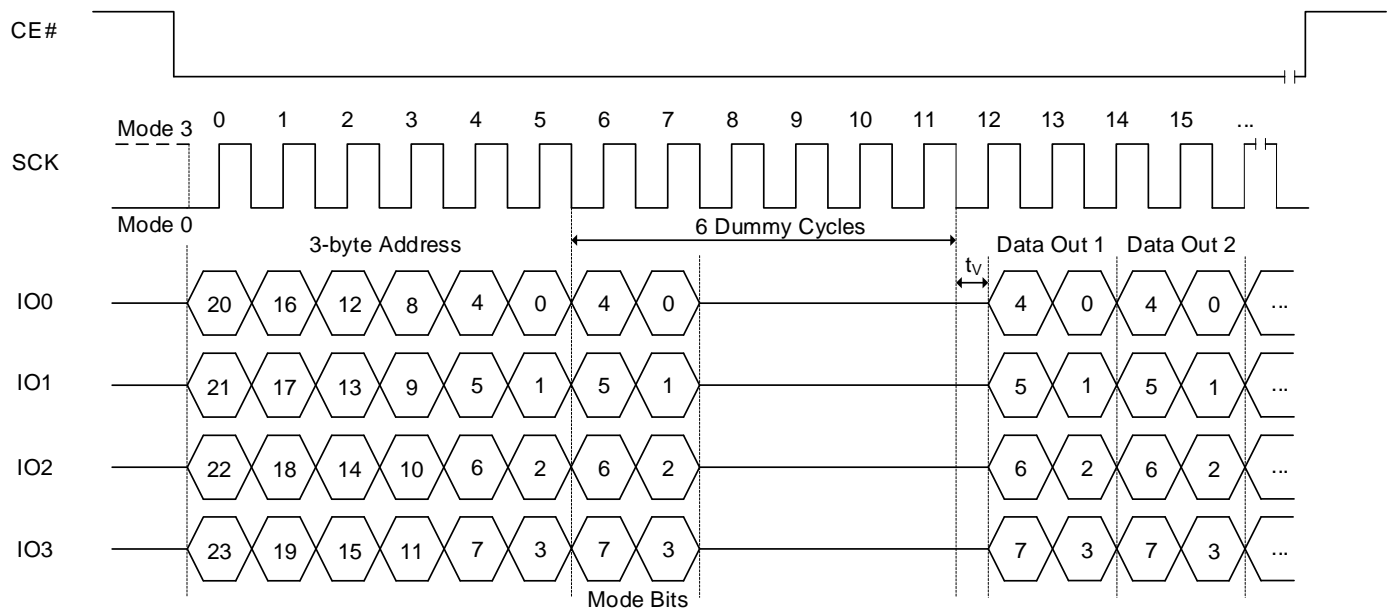 CE#
0 1 2 3 4 5 6 7 8 9 10 11 12 13 14 15 ...
Mode 3
SCK
Mode 0
6 Dummy Cycles
3-byte Address
Data Out 1 Data Out 2
tV
IO0 20 16 12 8 4 0 4 0 4 0 4 0 ...
IO1 21 17 13 9 5 1 5 1 5 1 5 1 ...
IO2 22 18 14 10 6 2 6 2 6 2 6 2 ...
IO3 23 19 15 11 7 3 7 3 7 3 7 3 ...
Mode Bits